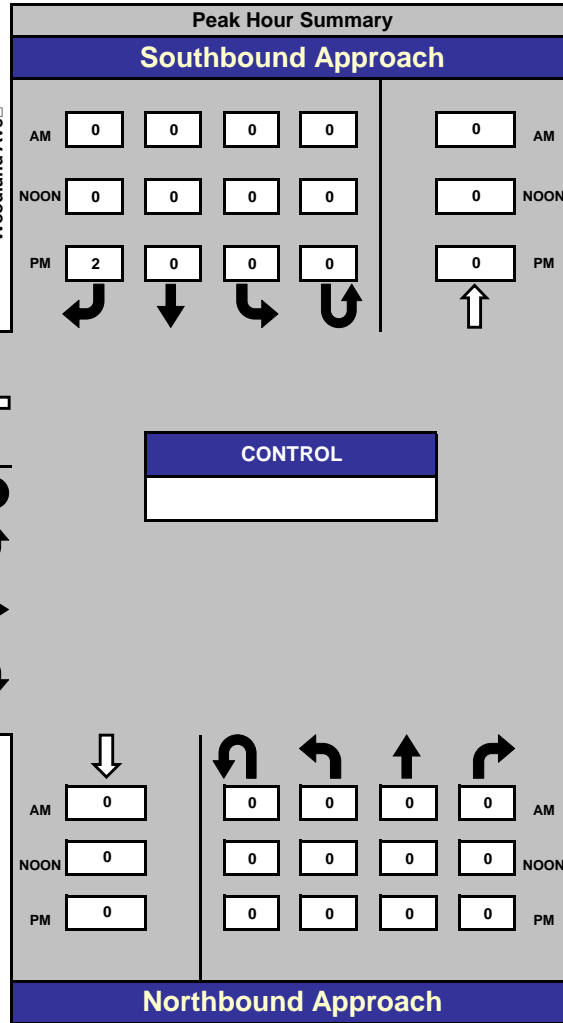 Peak Hour Summary
Southbound Approach
AM 0 0 0 0 0 AM
NOON 0 0 0 0 0 NOON
PM 2 0 0 0 0 PM
CONTROL
AM 0 0 0 0 0 AM
NOON 0 0 0 0 0 NOON
PM 0 0 0 0 0 PM
Northbound Approach